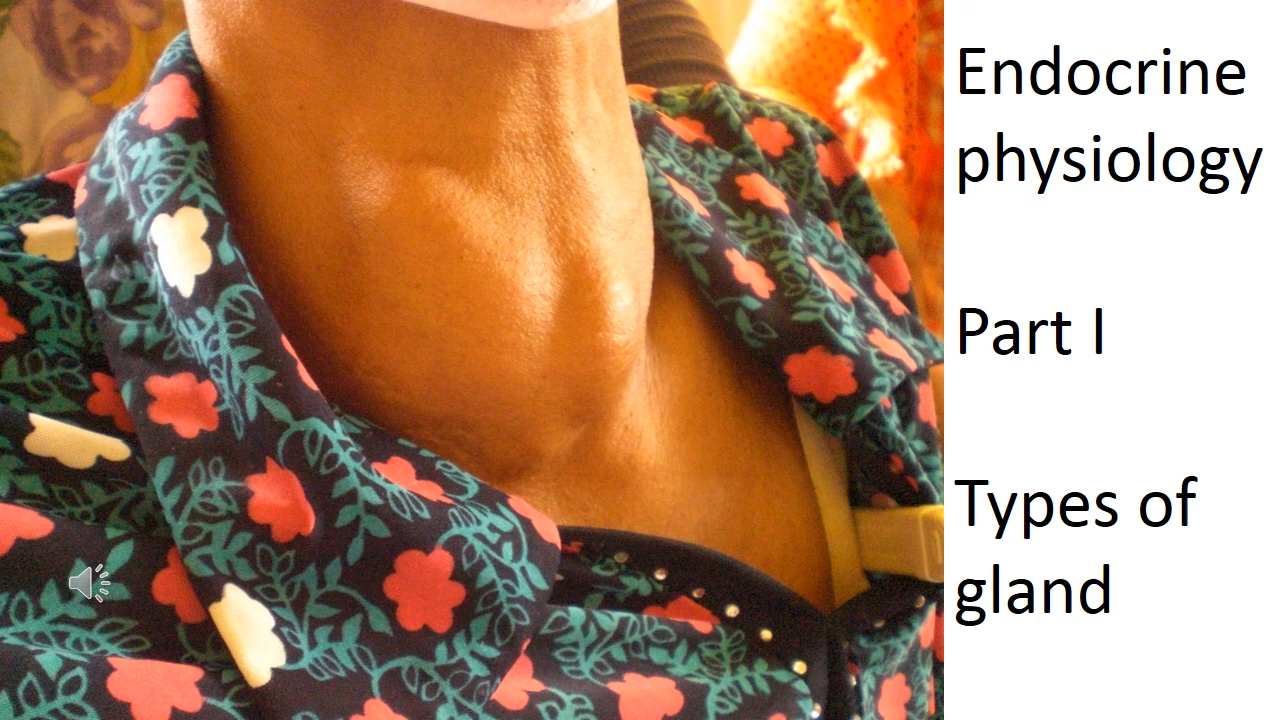 Endocrine
physiology
Part I
Types of
gland